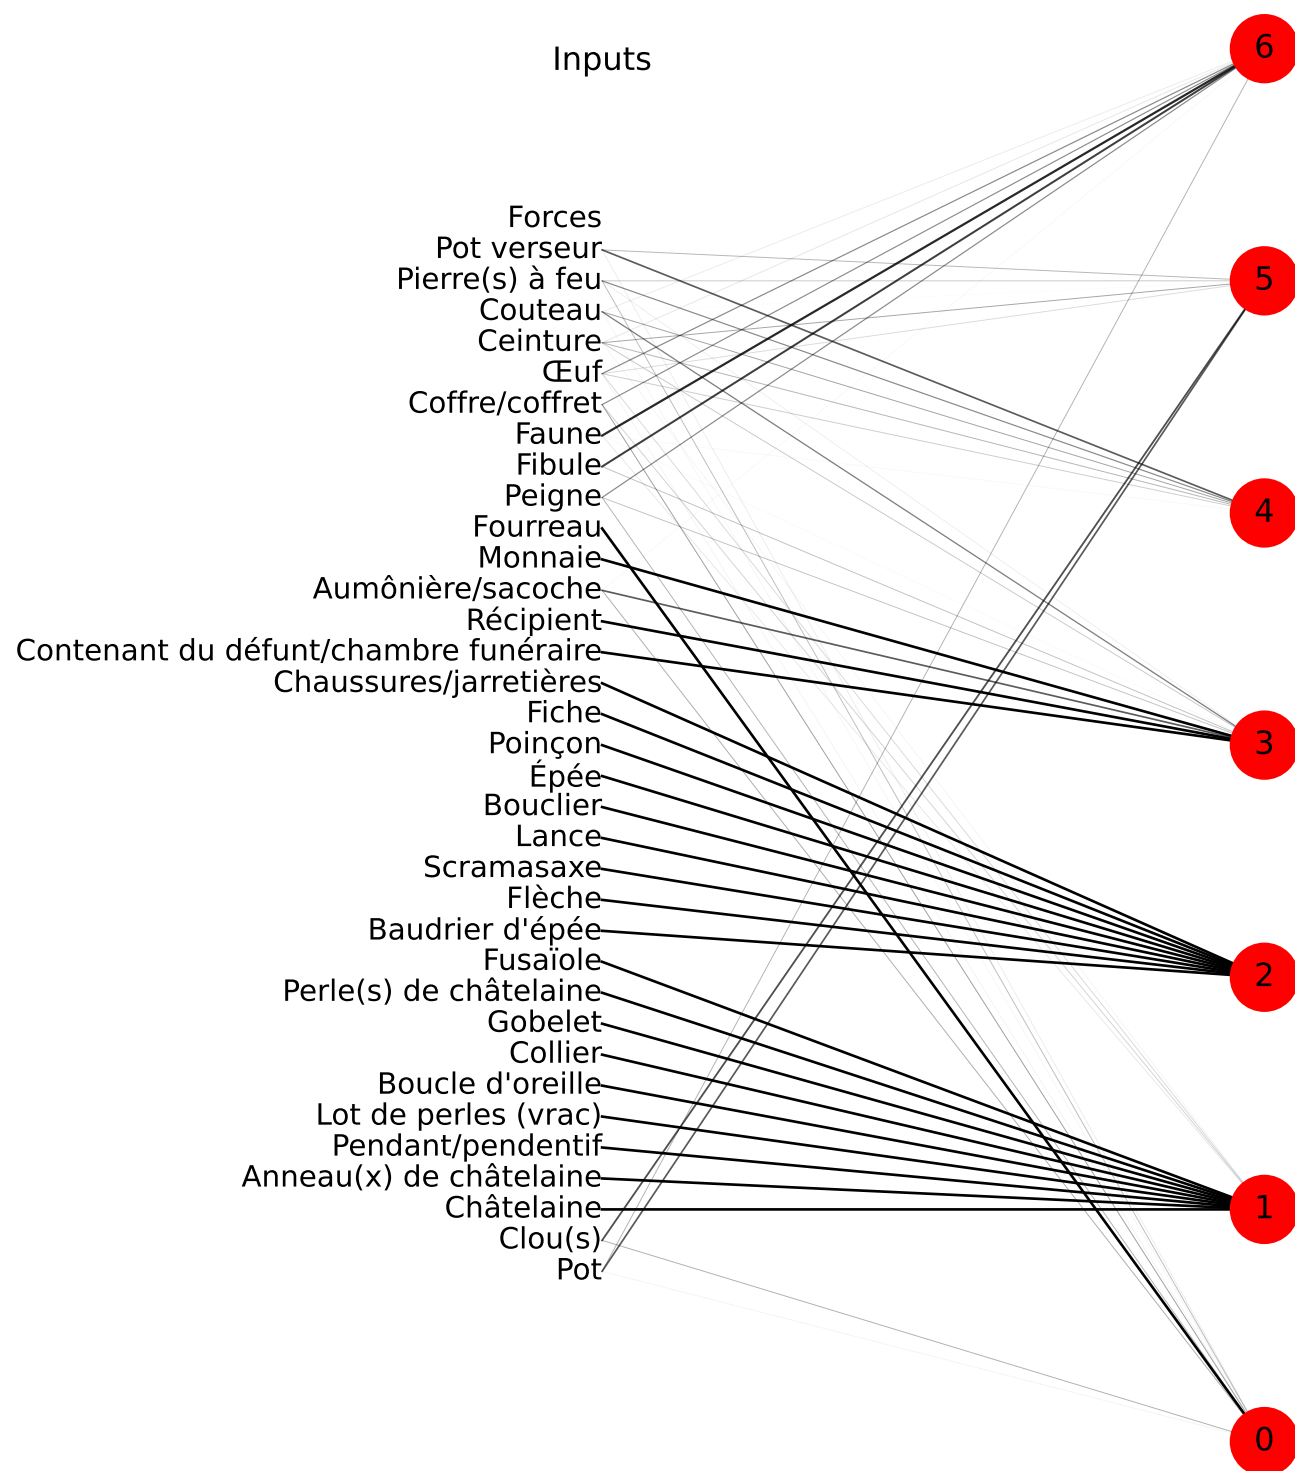 Inputs
Forces
Pot verseur
Pierre(s) à feu
Couteau
Ceinture
Œuf
Coffre/coffret
Faune
Fibule
Peigne
Fourreau
Monnaie
Aumônière/sacoche
Récipient
Contenant du défunt/chambre funéraire
Chaussures/jarretières
Fiche
Poinçon
Épée
Bouclier
Lance
Scramasaxe
Flèche
Baudrier d'épée
Fusaïole
Perle(s) de châtelaine
Gobelet
Collier
Boucle d'oreille
Lot de perles (vrac)
Pendant/pendentif
Anneau(x) de châtelaine
Châtelaine
Clou(s)
Pot
6
5
4
3
2
1
0